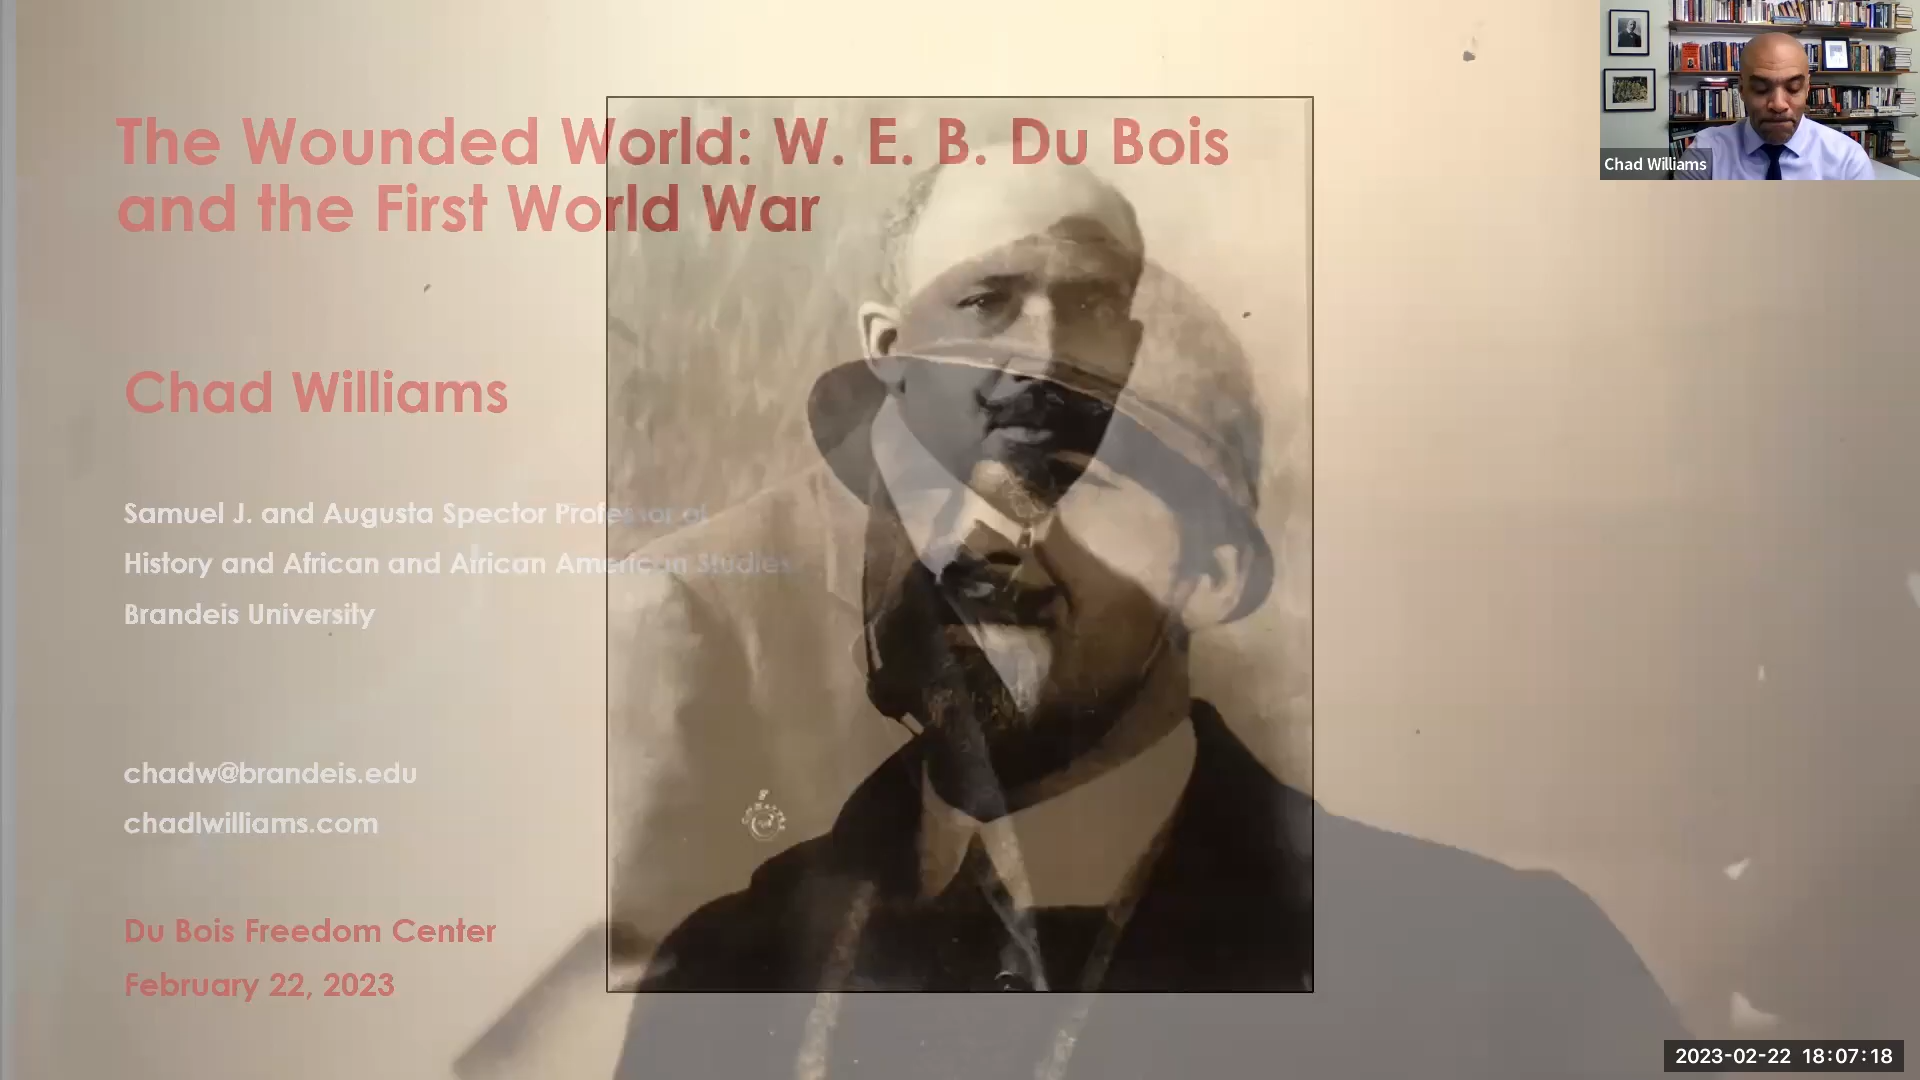 The Wounded World: W. E. B. Du Bois
and the First World War
Chad Williams
Samuel J. and Augusta Spector Professor of
History and African and African American Studies
Brandeis University
chadw@brandeis.edu
chadlwilliams.com
Du Bois Freedom Center
February 22, 2023
Chad Williams
2023-02-22 18:07:18